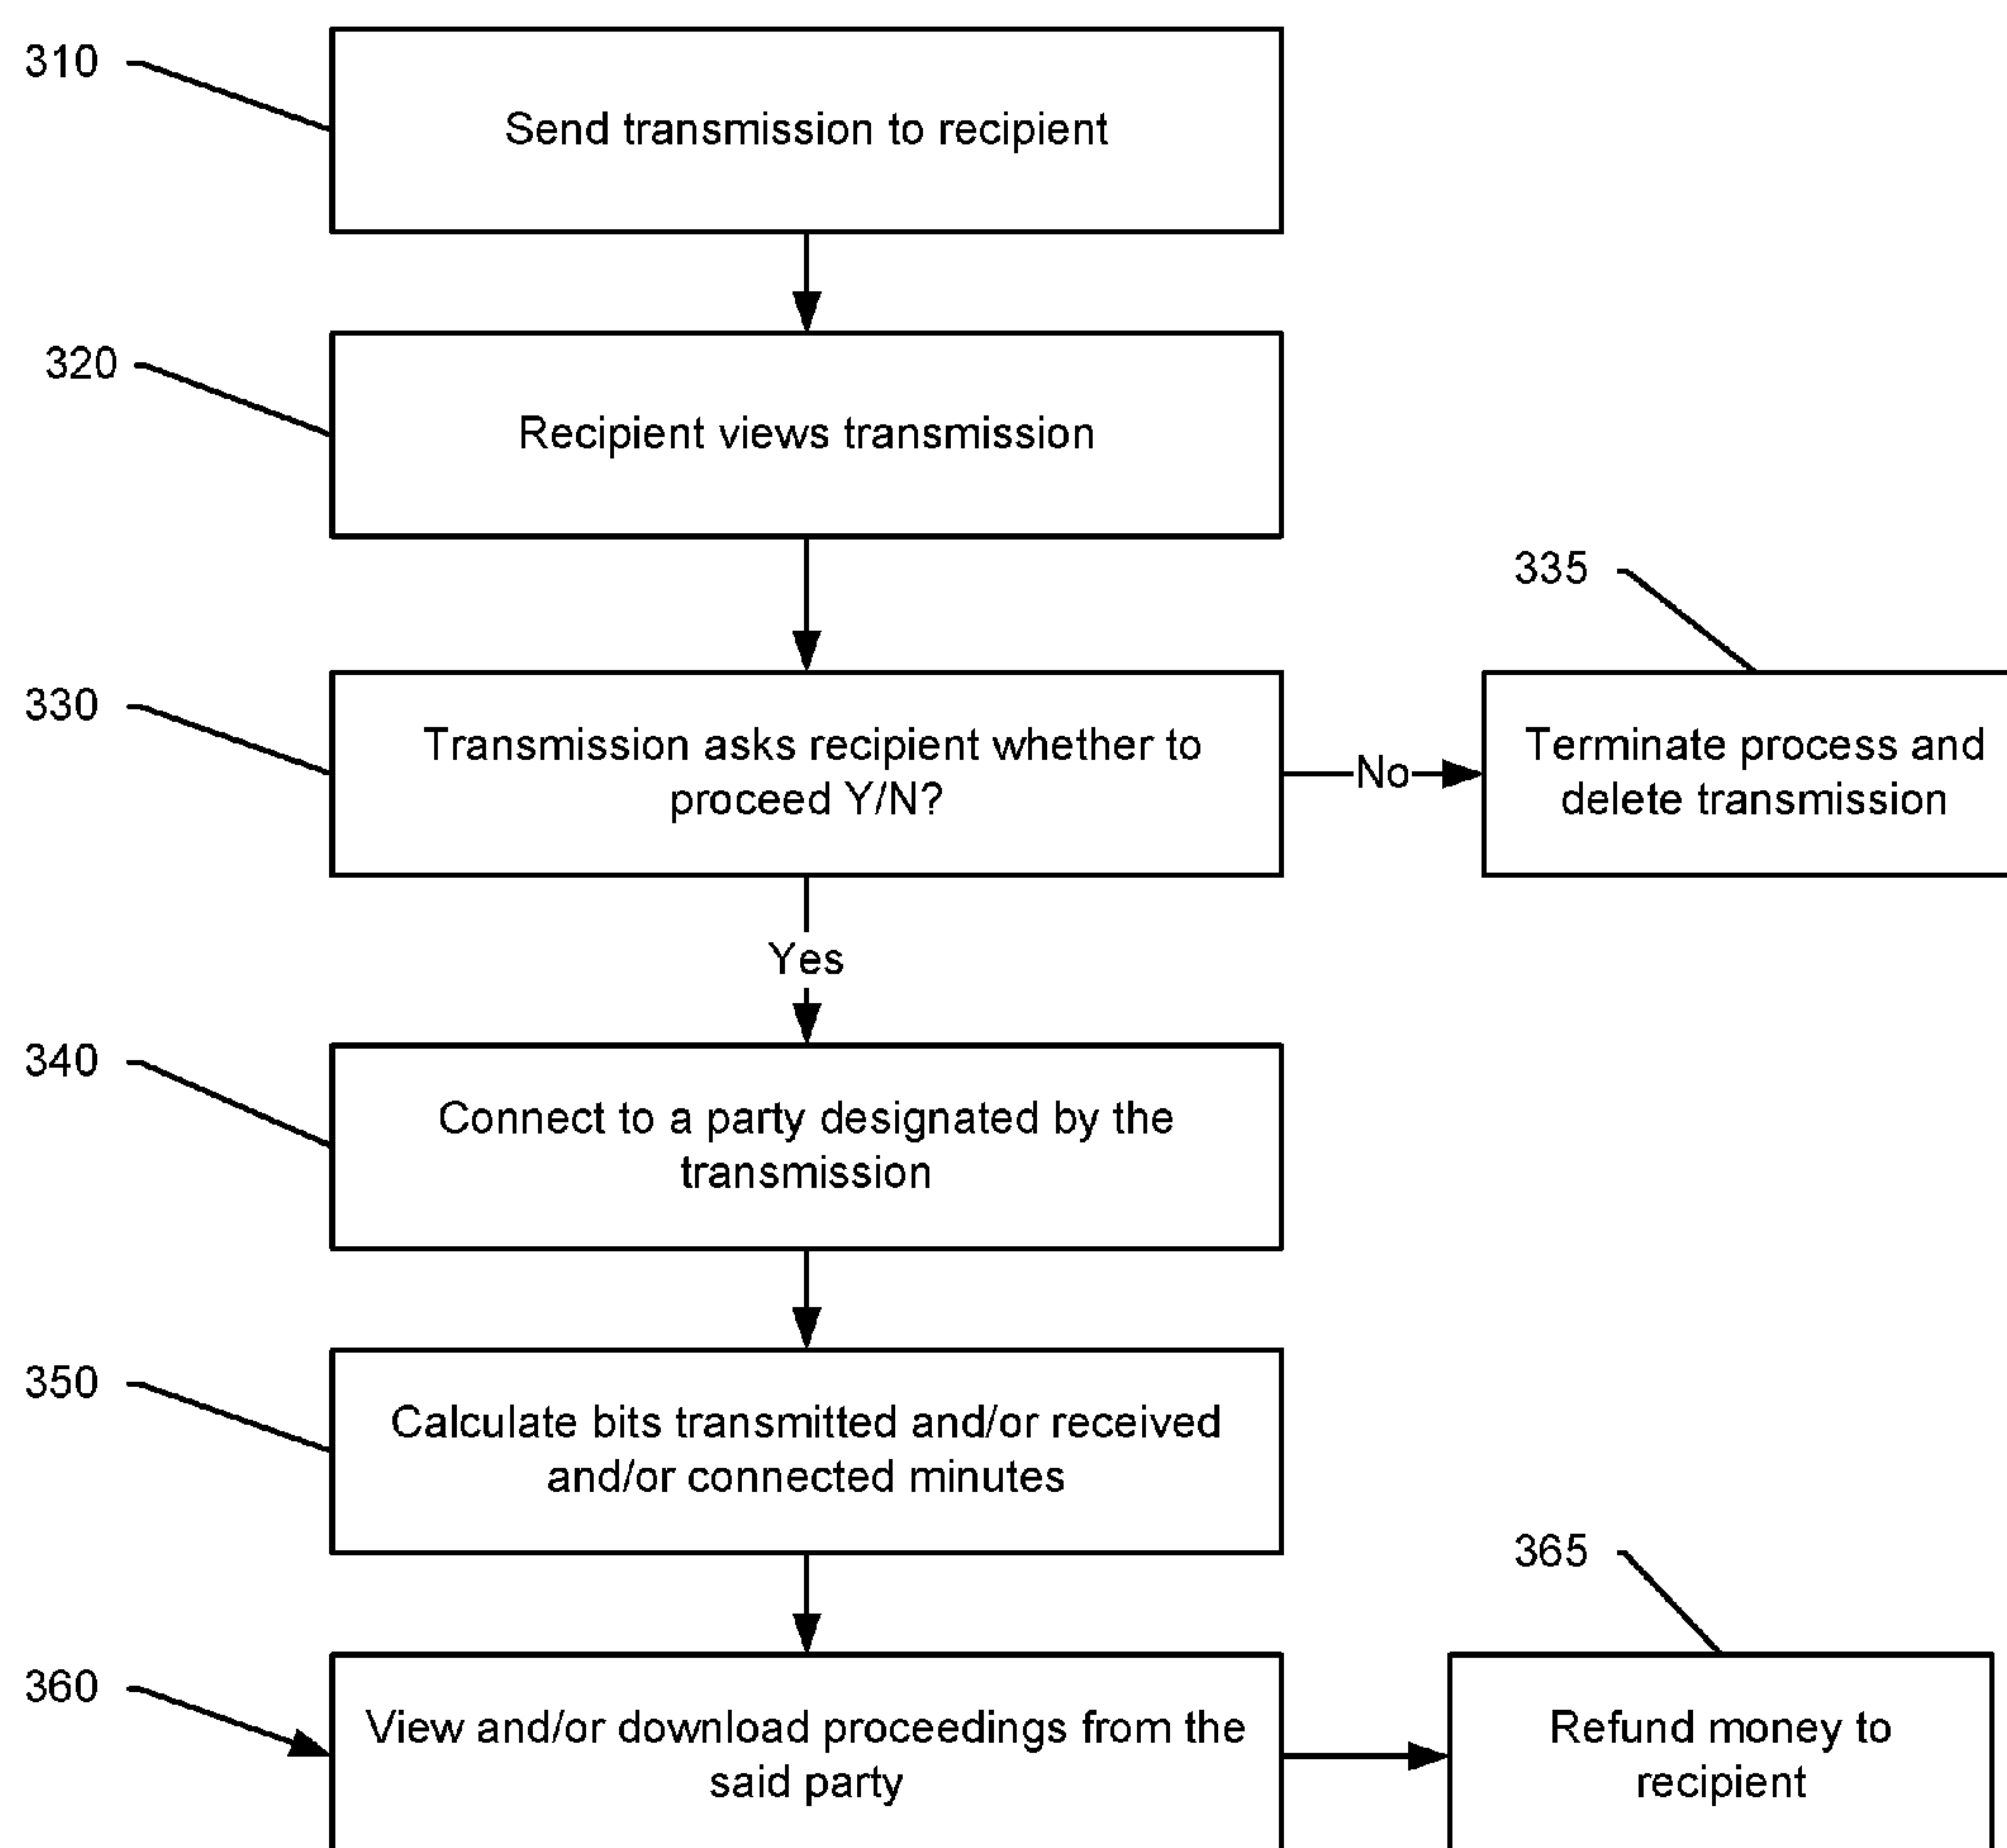 310
Send transmission to recipient
320
Recipient views transmission
335
330
Transmission asks recipient whether to
proceed Y/N?
No
Terminate process and
delete transmission
Yes
340
Connect to a party designated by the
transmission
350
Calculate bits transmitted and/or received
and/or connected minutes
365
360
View and/or download proceedings from the
said party
Refund money to
recipient